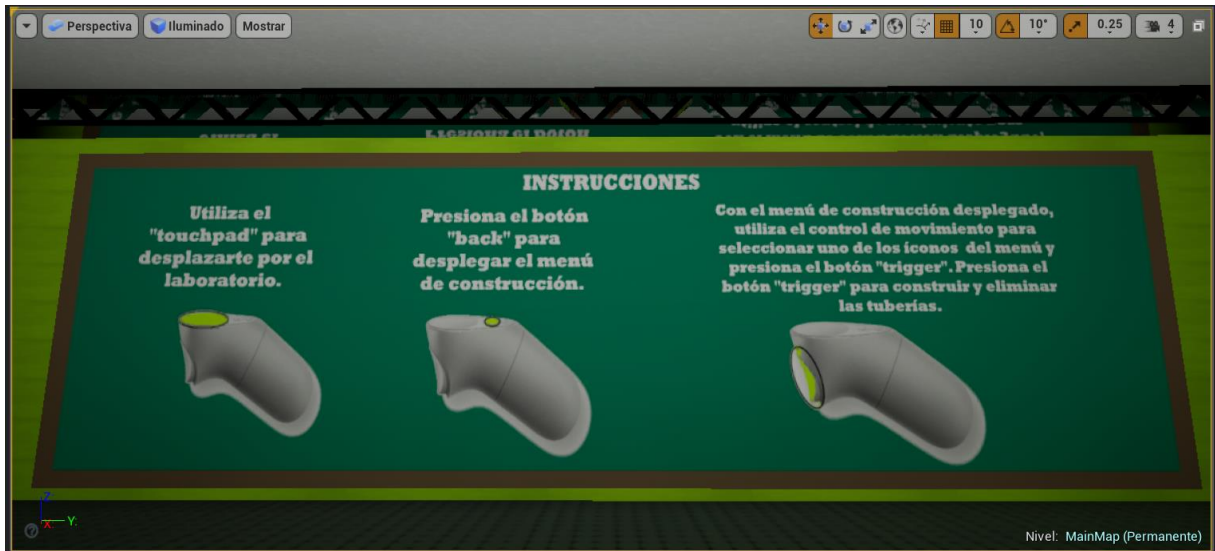 Perspectiva Iluminado Mostrar 10 10° 0.25 4
INSTRUCCIONES
Utiliza el
"touchpad" para
desplazarte por el
laboratorio.
Presiona el botón
"back" para
desplegar el menú
de construcción.
Con el menú de construcción desplegado,
utiliza el control de movimiento para
seleccionar uno de los íconos del menú y
presiona el botón "trigger".Presiona el
botón "trigger" para construir y eliminar
las tuberías.
Z
X Y
Nivel: MainMap (Permanente)